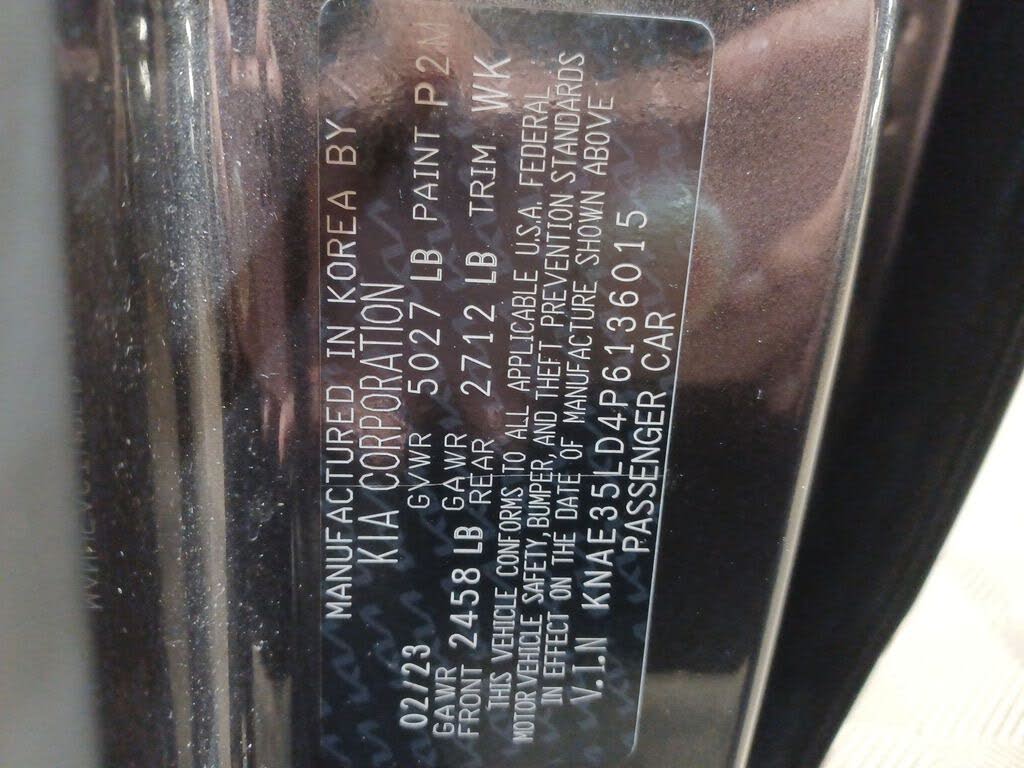 MANUFACTURED IN KOREA BY
KIA CORPORATION
02/23 GVWR 5027 LB PAINT P2M
GAWR FRONT 2458 LB GAWR REAR 2712 LB TRIM WK
THIS VEHICLE CONFORMS TO ALL APPLICABLE U.S.A. FEDERAL
MOTOR VEHICLE SAFETY, BUMPER, AND THEFT PREVENTION STANDARDS
IN EFFECT ON THE DATE OF MANUFACTURE SHOWN ABOVE
V.I.N KNAE35LD4P6136015
PASSENGER CAR